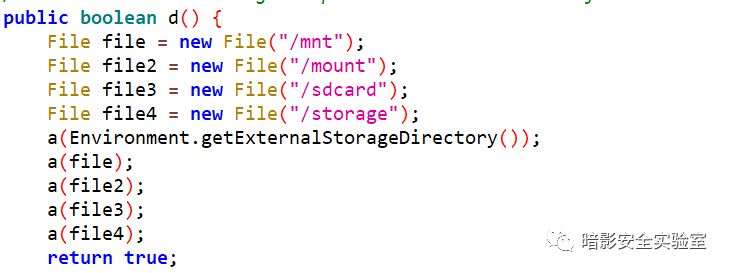 public boolean d() {
File file = new File("/mnt");
File file2 = new File("/mount");
File file3 = new File("/sdcard");
File file4 = new File("/storage");
a(Environment.getExternalStorageDirectory());
a(file);
a(file2);
a(file3);
a(file4);
return true;
暗影安全实验室